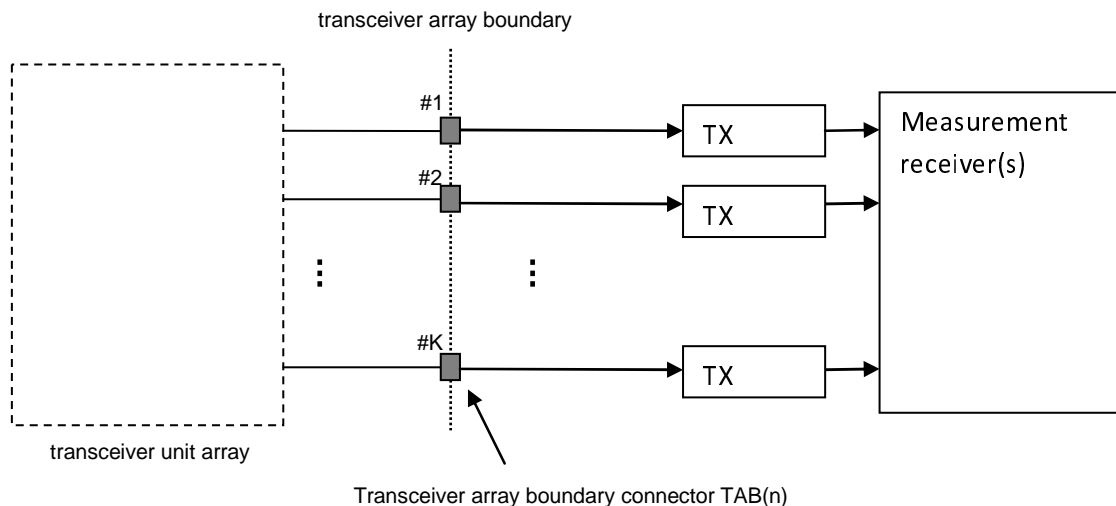 transceiver array boundary
#1
TX
Measurement
receiver(s)
#2
TX
#K
TX
transceiver unit array
Transceiver array boundary connector TAB(n)